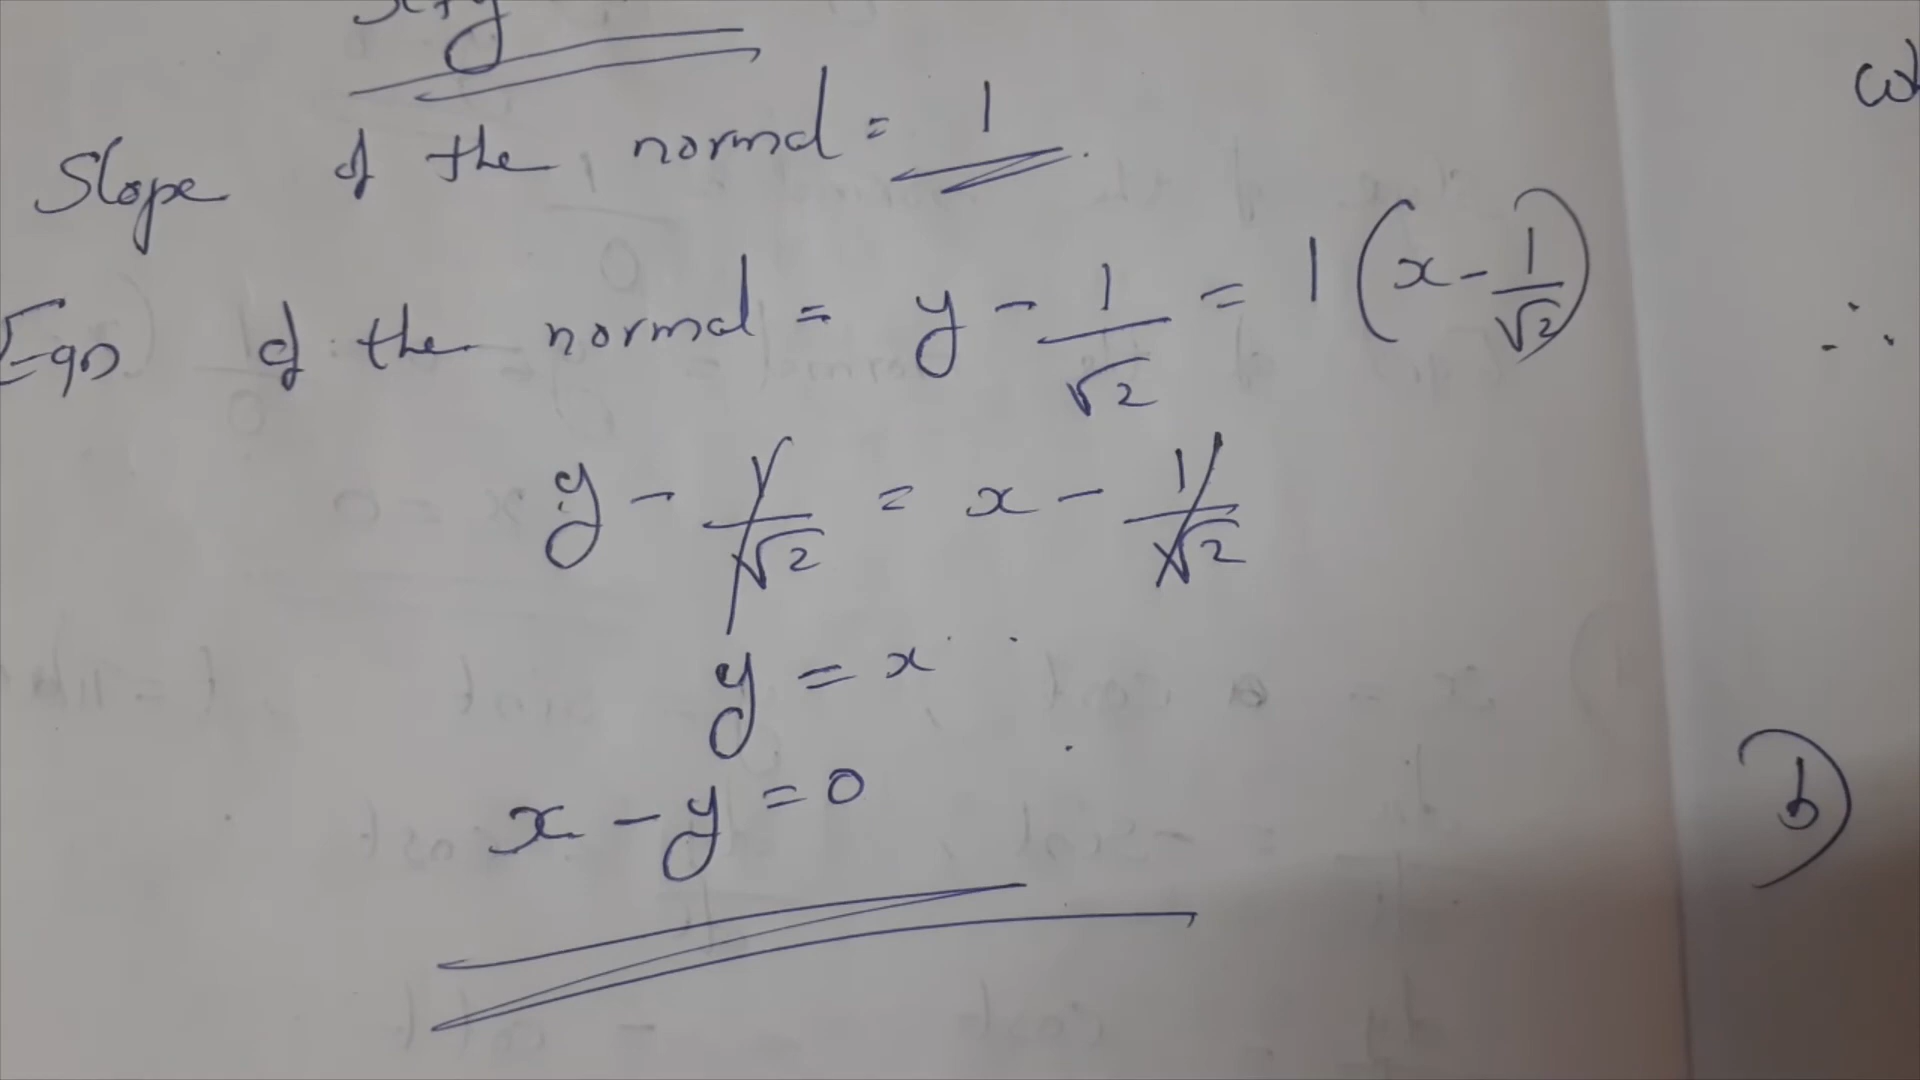 x+y
Slope of the normal = 1
Eqn of the normal = y - 1/√2 = 1 (x - 1/√2)
y - 1/√2 = x - 1/√2
y = x
x - y = 0
b)